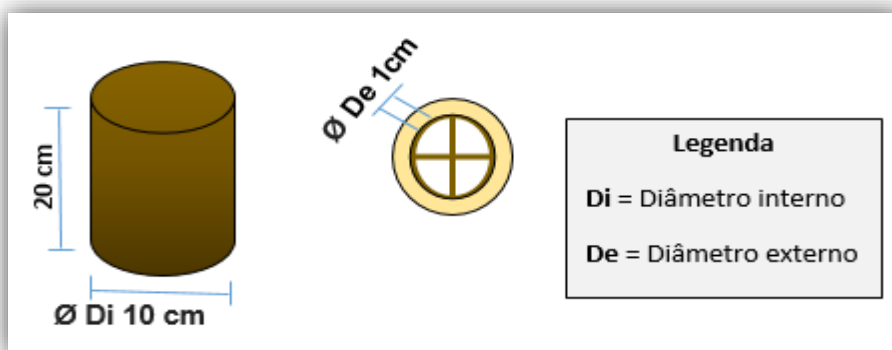 20 cm
Ø Di 10 cm
Ø De 1cm
Legenda
Di = Diâmetro interno
De = Diâmetro externo